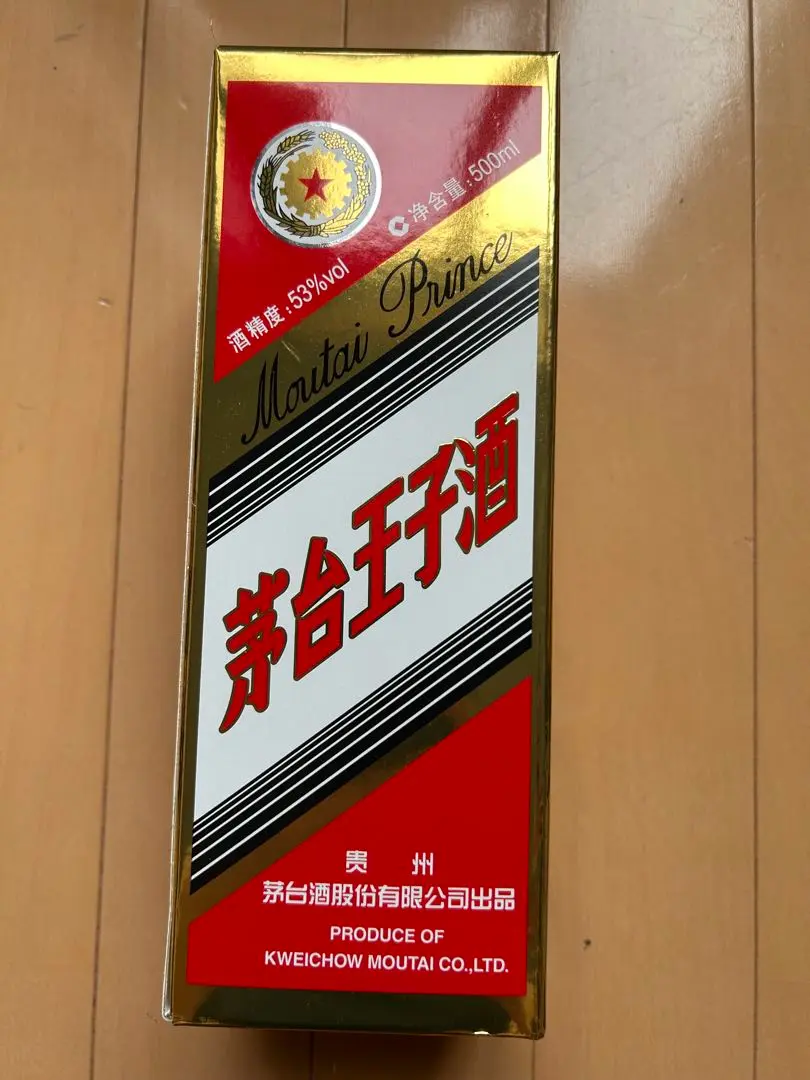 净含量:500ml
酒精度:53%vol
Moutai Prince
茅台王子酒
贵 州
茅台酒股份有限公司出品
PRODUCE OF
KWEICHOW MOUTAI CO.,LTD.